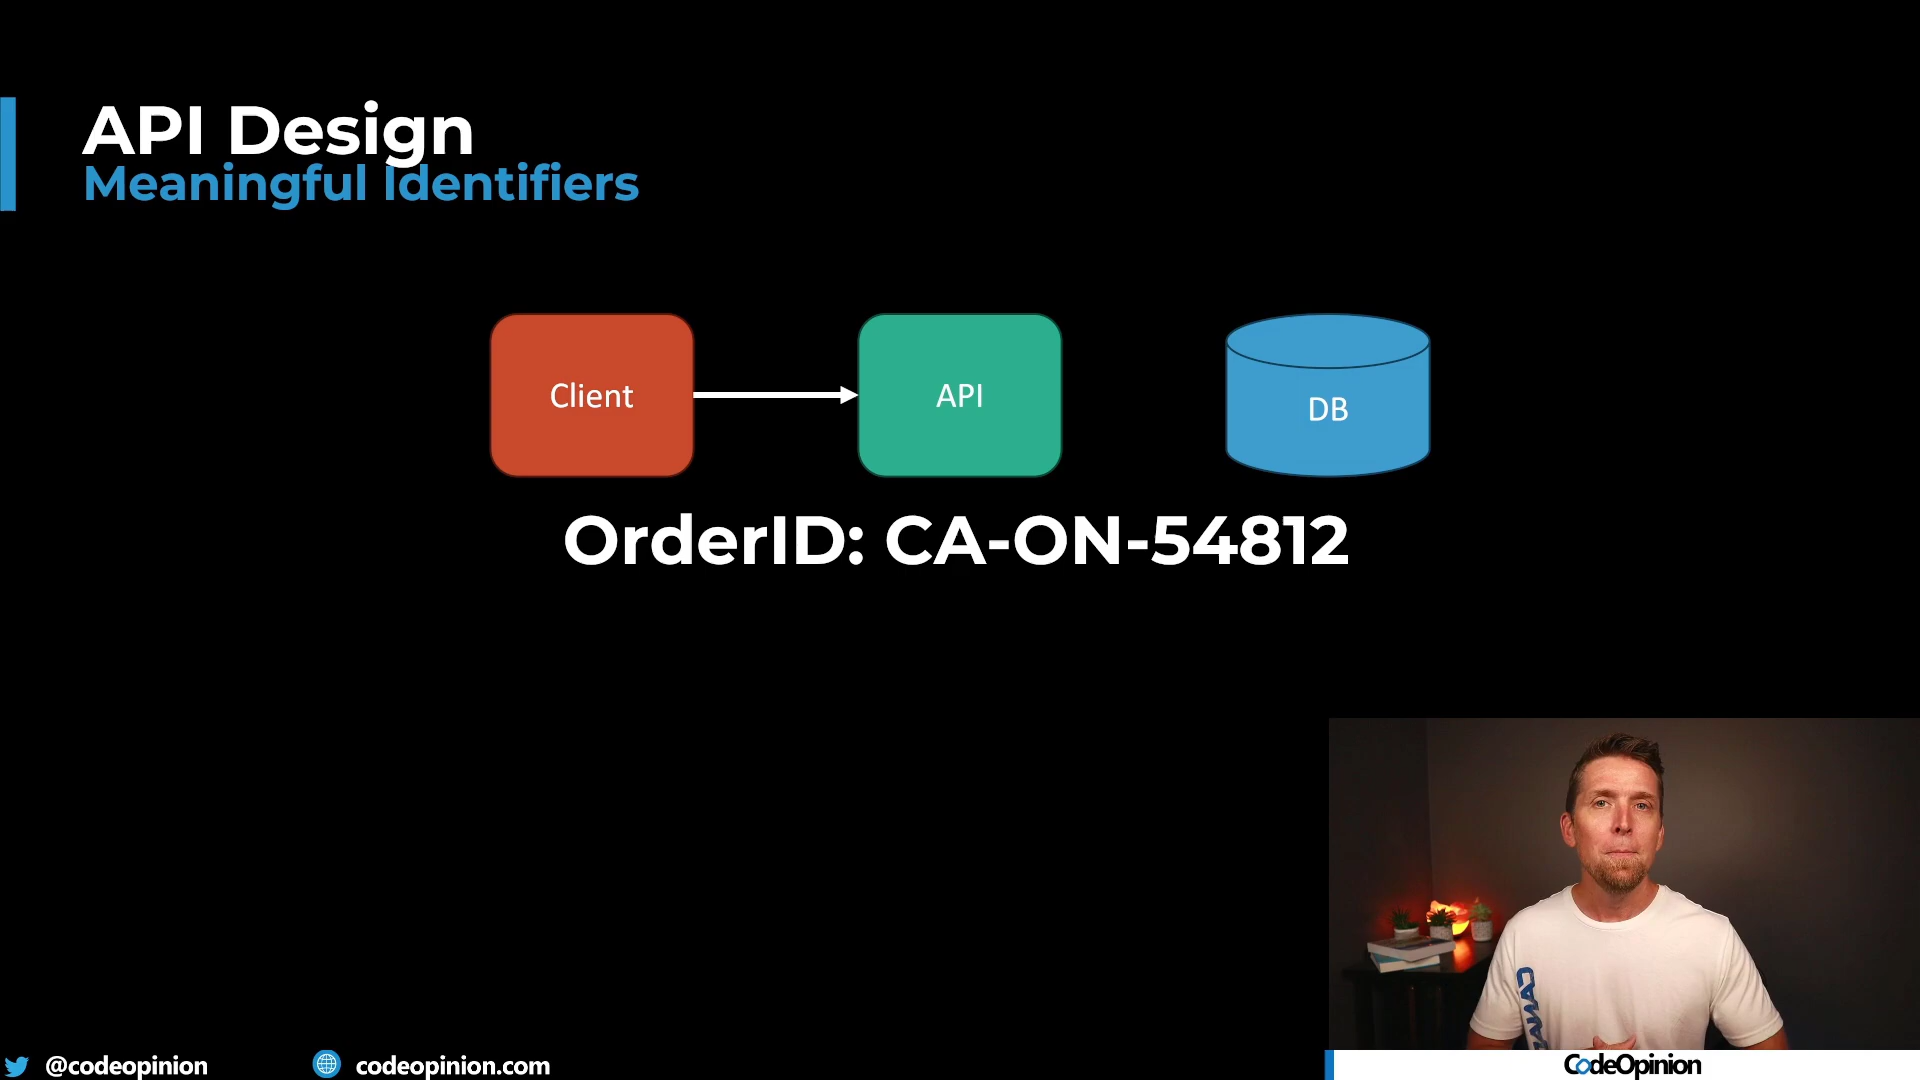 API Design
Meaningful Identifiers
Client
API
DB
OrderID: CA-ON-54812
@codeopinion
codeopinion.com
CodeOpinion